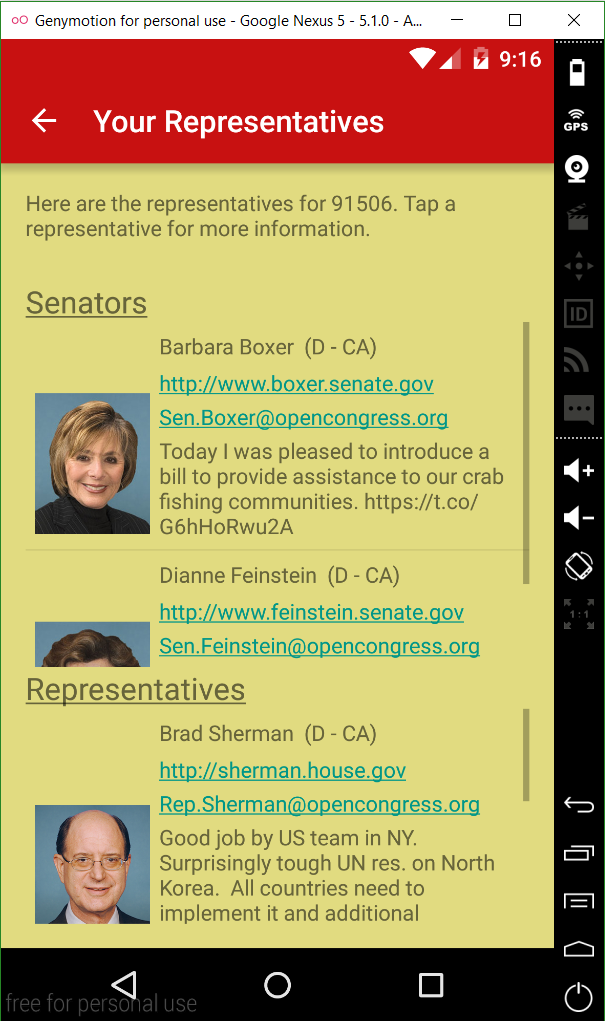 Genymotion for personal use - Google Nexus 5 - 5.1.0 - A...
9:16
GPS
Your Representatives
Here are the representatives for 91506. Tap a
representative for more information.
ID
Senators
Barbara Boxer  (D - CA)
http://www.boxer.senate.gov
Sen.Boxer@opencongress.org
Today I was pleased to introduce a
bill to provide assistance to our crab
fishing communities. https://t.co/
G6hHoRwu2A
Dianne Feinstein  (D - CA)
http://www.feinstein.senate.gov
1:1
Sen.Feinstein@opencongress.org
Representatives
Brad Sherman  (D - CA)
http://sherman.house.gov
Rep.Sherman@opencongress.org
Good job by US team in NY.
Surprisingly tough UN res. on North
Korea.  All countries need to
implement it and additional
free for personal use